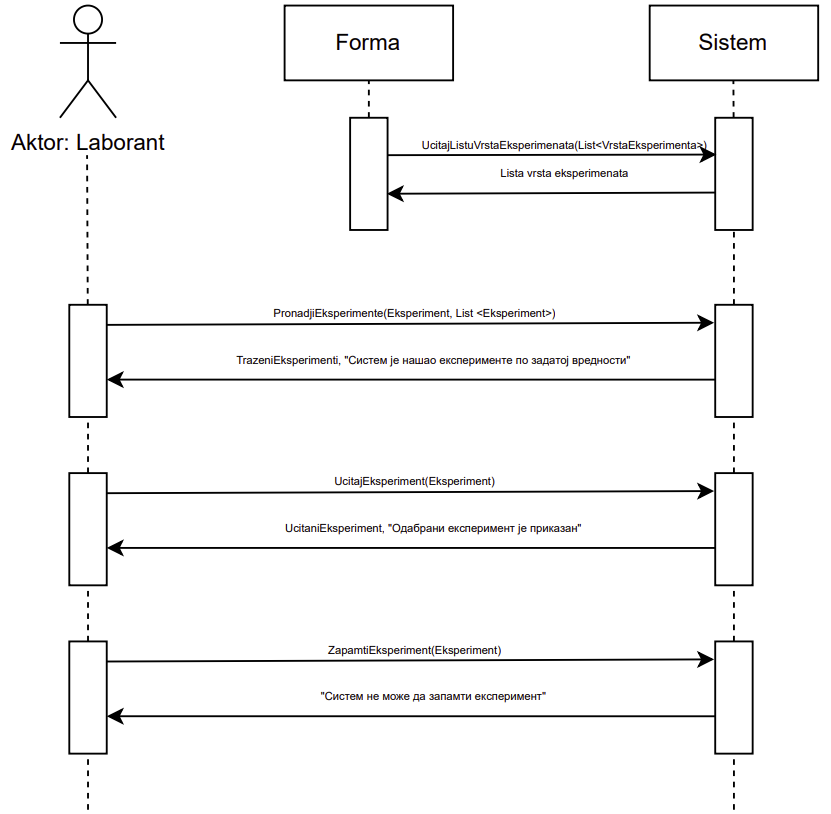 Forma
Sistem
Aktor: Laborant
UcitajListuVrstaEksperimenata(List<VrstaEksperimenta>)
Lista vrsta eksperimenata
PronadjiEksperimente(Eksperiment, List <Eksperiment>)
TrazeniEksperimenti, "Систем је нашао експерименте по задатој вредности"
UcitajEksperiment(Eksperiment)
UcitaniEksperiment, "Одабрани експеримент је приказан"
ZapamtiEksperiment(Eksperiment)
"Систем не може да запамти експеримент"